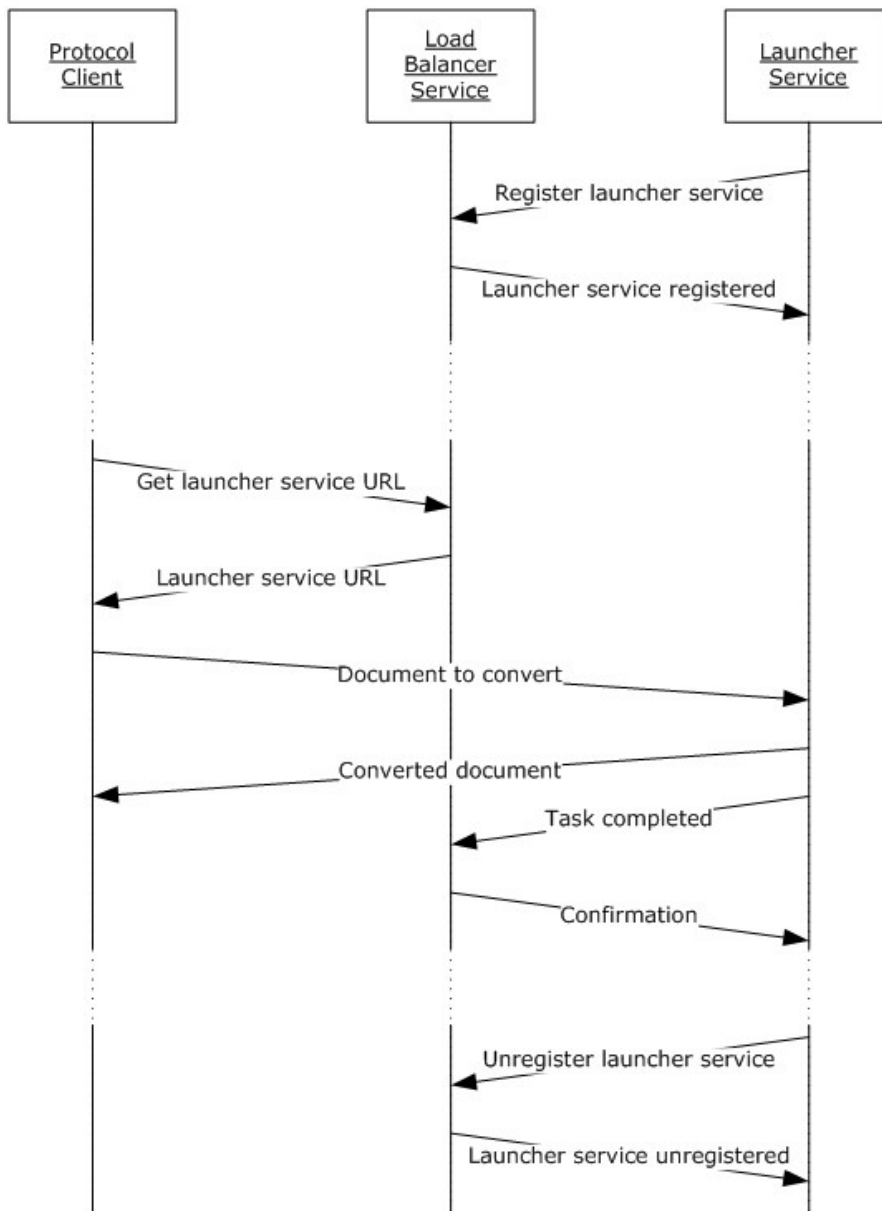 Protocol
Client
Load
Balancer
Service
Launcher
Service
Register launcher service
Launcher service registered
Get launcher service URL
Launcher service URL
Document to convert
Converted document
Task completed
Confirmation
Unregister launcher service
Launcher service unregistered